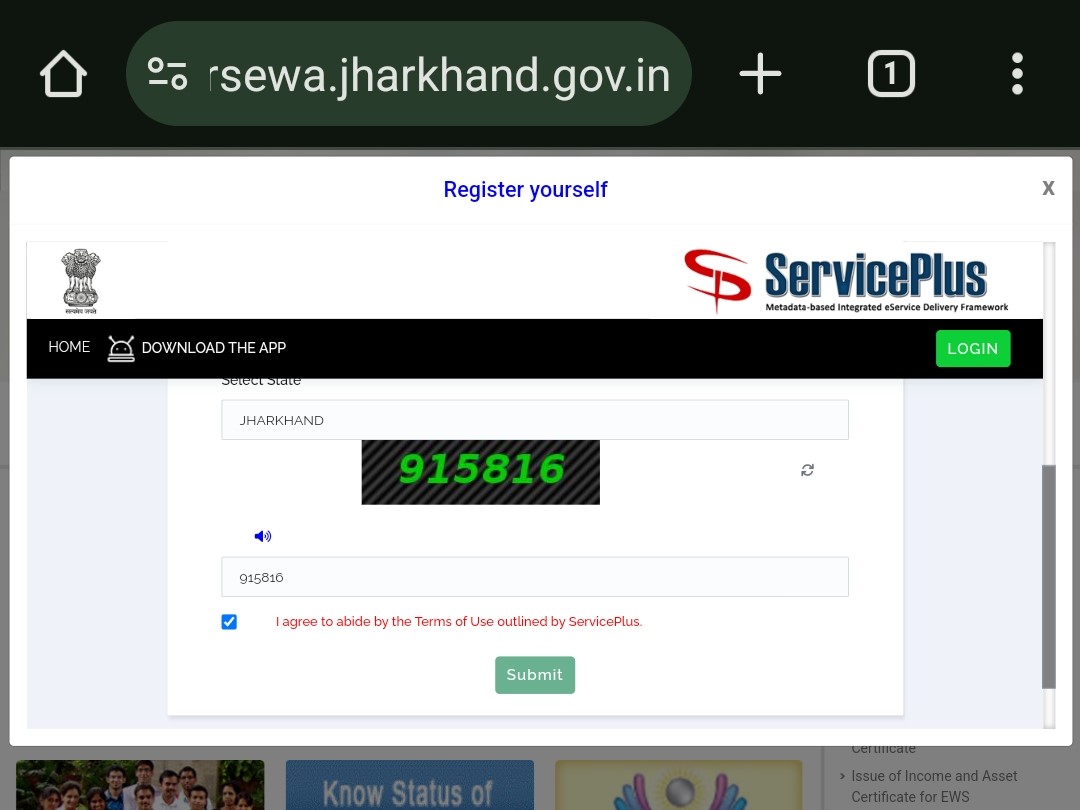 rsewa.jharkhand.gov.in
1
Register yourself
X
सत्यमेव जयते
ServicePlus
Metadata-based Integrated eService Delivery Framework
HOME
DOWNLOAD THE APP
LOGIN
Select State
JHARKHAND
915816
915816
I agree to abide by the Terms of Use outlined by ServicePlus.
Submit
Certificate
Know Status of
Issue of Income and Asset
Certificate for EWS